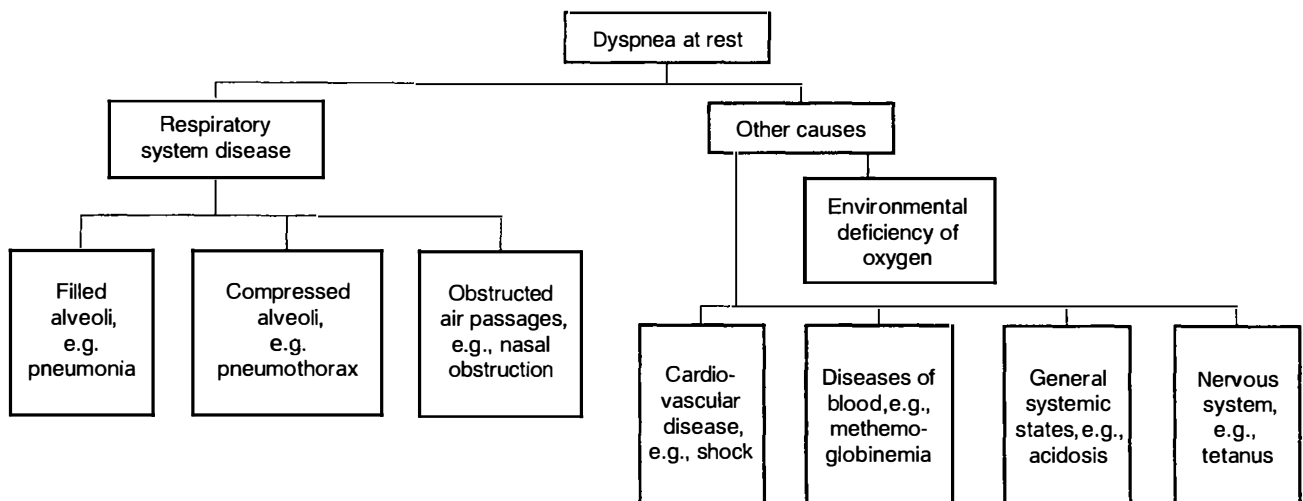 Dyspnea at rest
Respiratory
system disease
Other causes
Environmental
deficiency of
oxygen
Filled
alveoli,
e.g.
pneumonia
Compressed
alveoli,
e.g.
pneumothorax
Obstructed
air passages,
e.g., nasal
obstruction
Cardio-
vascular
disease,
e.g., shock
Diseases of
blood,e.g.,
methemo-
globinemia
General
systemic
states,e.g.,
acidosis
Nervous
system,
e.g.,
tetanus